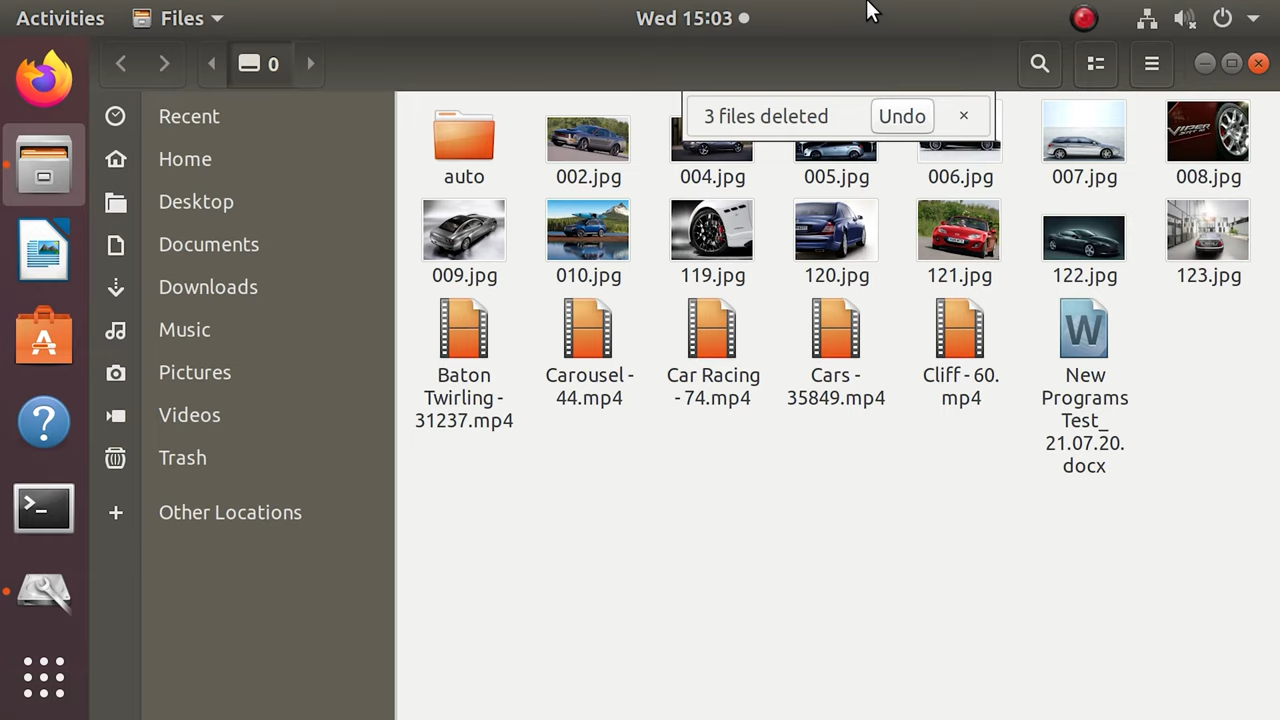 Activities Files Wed 15:03
0
Recent
Home
Desktop
Documents
Downloads
Music
Pictures
Videos
Trash
Other Locations
3 files deleted Undo ×
auto 002.jpg 004.jpg 005.jpg 006.jpg 007.jpg 008.jpg
009.jpg 010.jpg 119.jpg 120.jpg 121.jpg 122.jpg 123.jpg
Baton
Twirling -
31237.mp4
Carousel -
44.mp4
Car Racing
- 74.mp4
Cars -
35849.mp4
Cliff - 60.
mp4
W
New
Programs
Test_
21.07.20.
docx